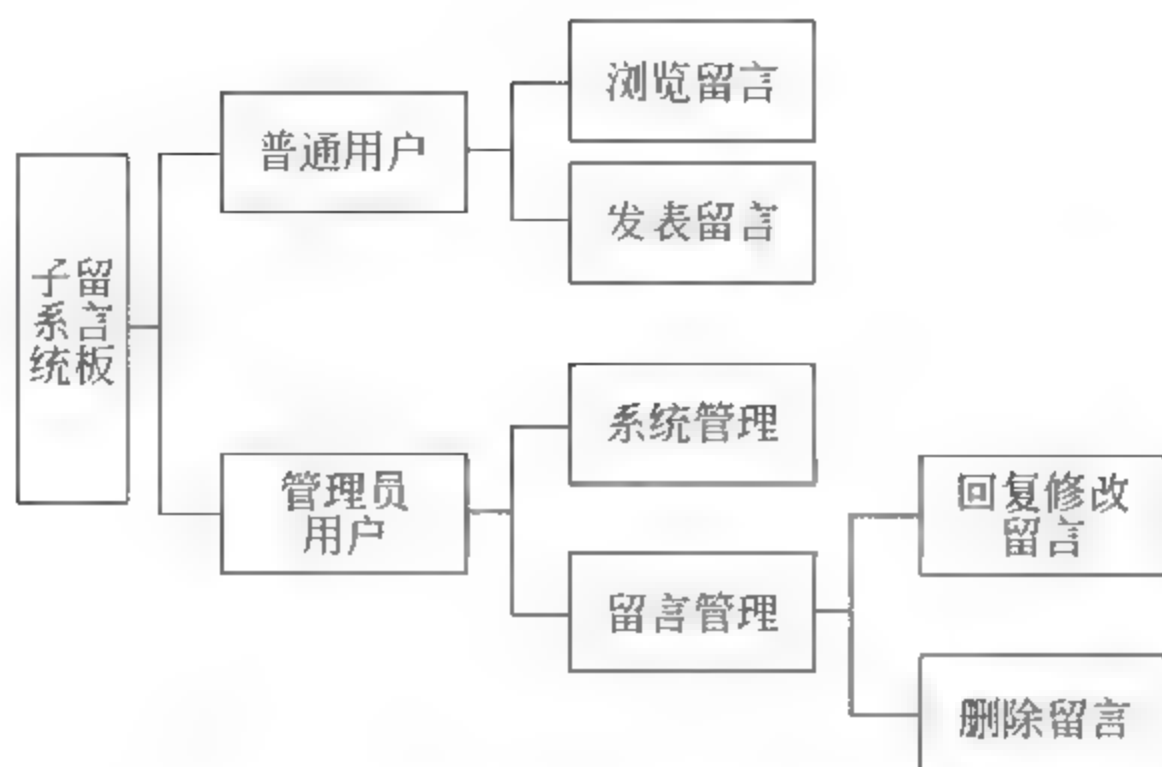 留言板
子系统
普通用户
浏览留言
发表留言
管理员
用户
系统管理
留言管理
回复修改
留言
删除留言